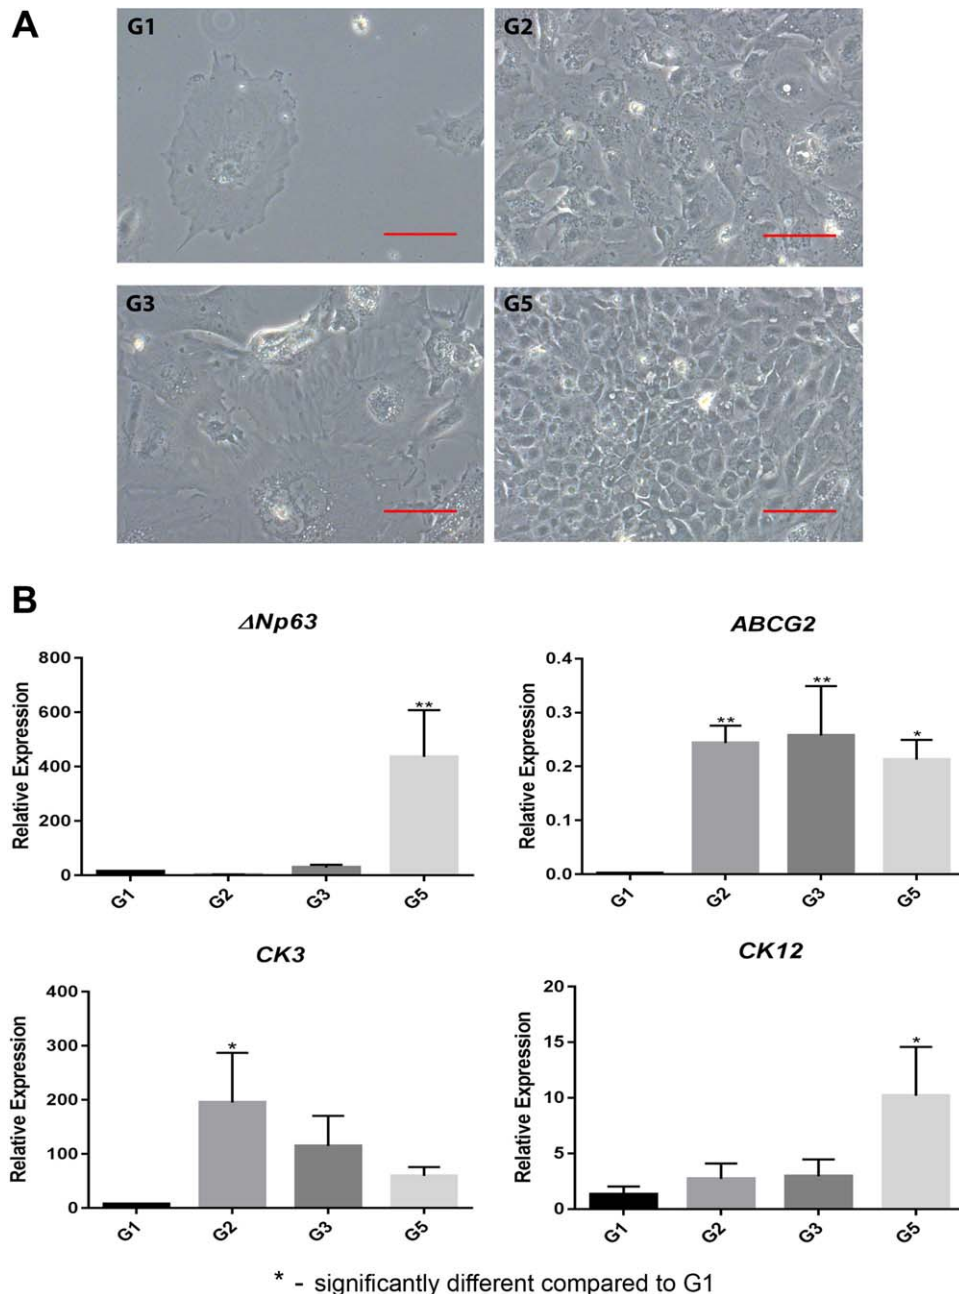 A
G1
G2
G3
G5
B
ΔNp63
Relative Expression
800
600
400
200
0
**
G1
G2
G3
G5
ABCG2
Relative Expression
0.4
0.3
0.2
0.1
0.0
**
**
*
G1
G2
G3
G5
CK3
Relative Expression
400
300
200
100
0
*
G1
G2
G3
G5
CK12
Relative Expression
20
15
10
5
0
*
G1
G2
G3
G5
* - significantly different compared to G1